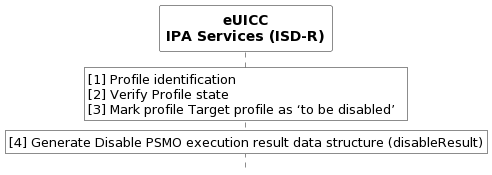 eUICC
IPA Services (ISD-R)
[1] Profile identification
[2] Verify Profile state
[3] Mark profile Target profile as ‘to be disabled’
[4] Generate Disable PSMO execution result data structure (disableResult)